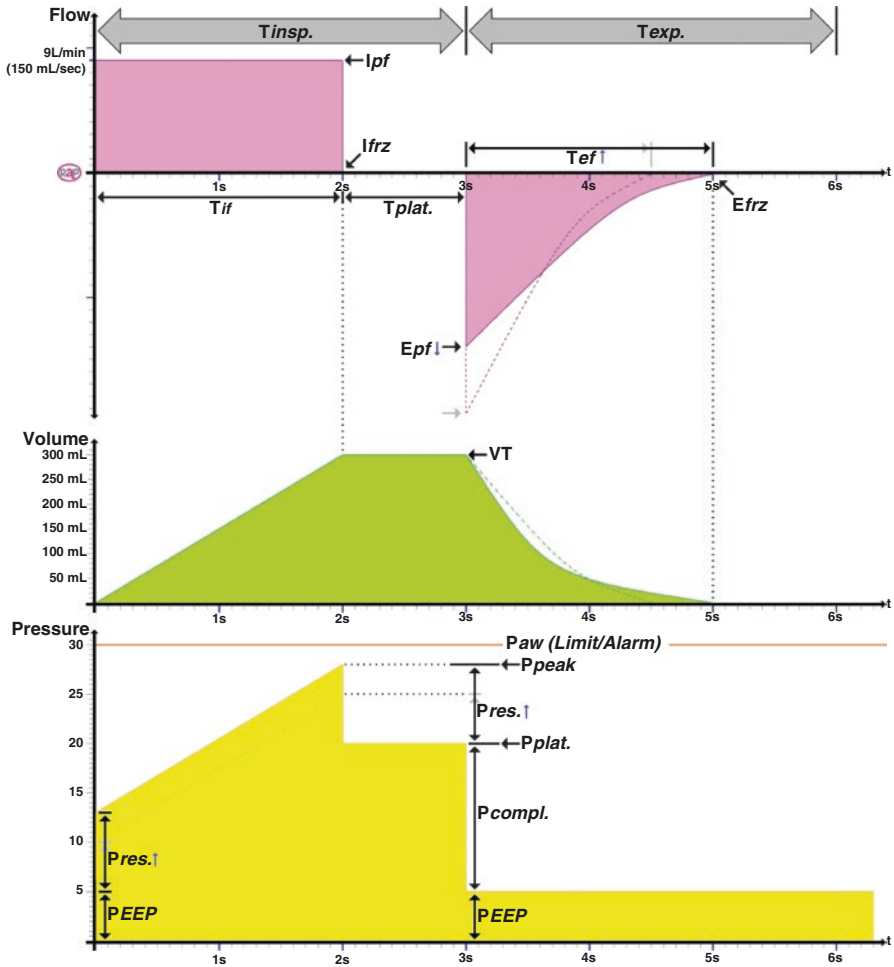 Flow
Tinsp.
Texp.
9L/min
(150 mL/sec)
Ipf
Ifrz
Tef↑
t
1s
2s
3s
4s
5s
6s
Tif
Tplat.
Efrz
Epf↓
Volume
300 mL
VT
250 mL
200 mL
150 mL
100 mL
50 mL
t
1s
2s
3s
4s
5s
6s
Pressure
30
Paw (Limit/Alarm)
Ppeak
25
Pres.↑
20
Pplat.
15
Pcompl.
10
Pres.↑
5
PEEP
PEEP
t
1s
2s
3s
4s
5s
6s